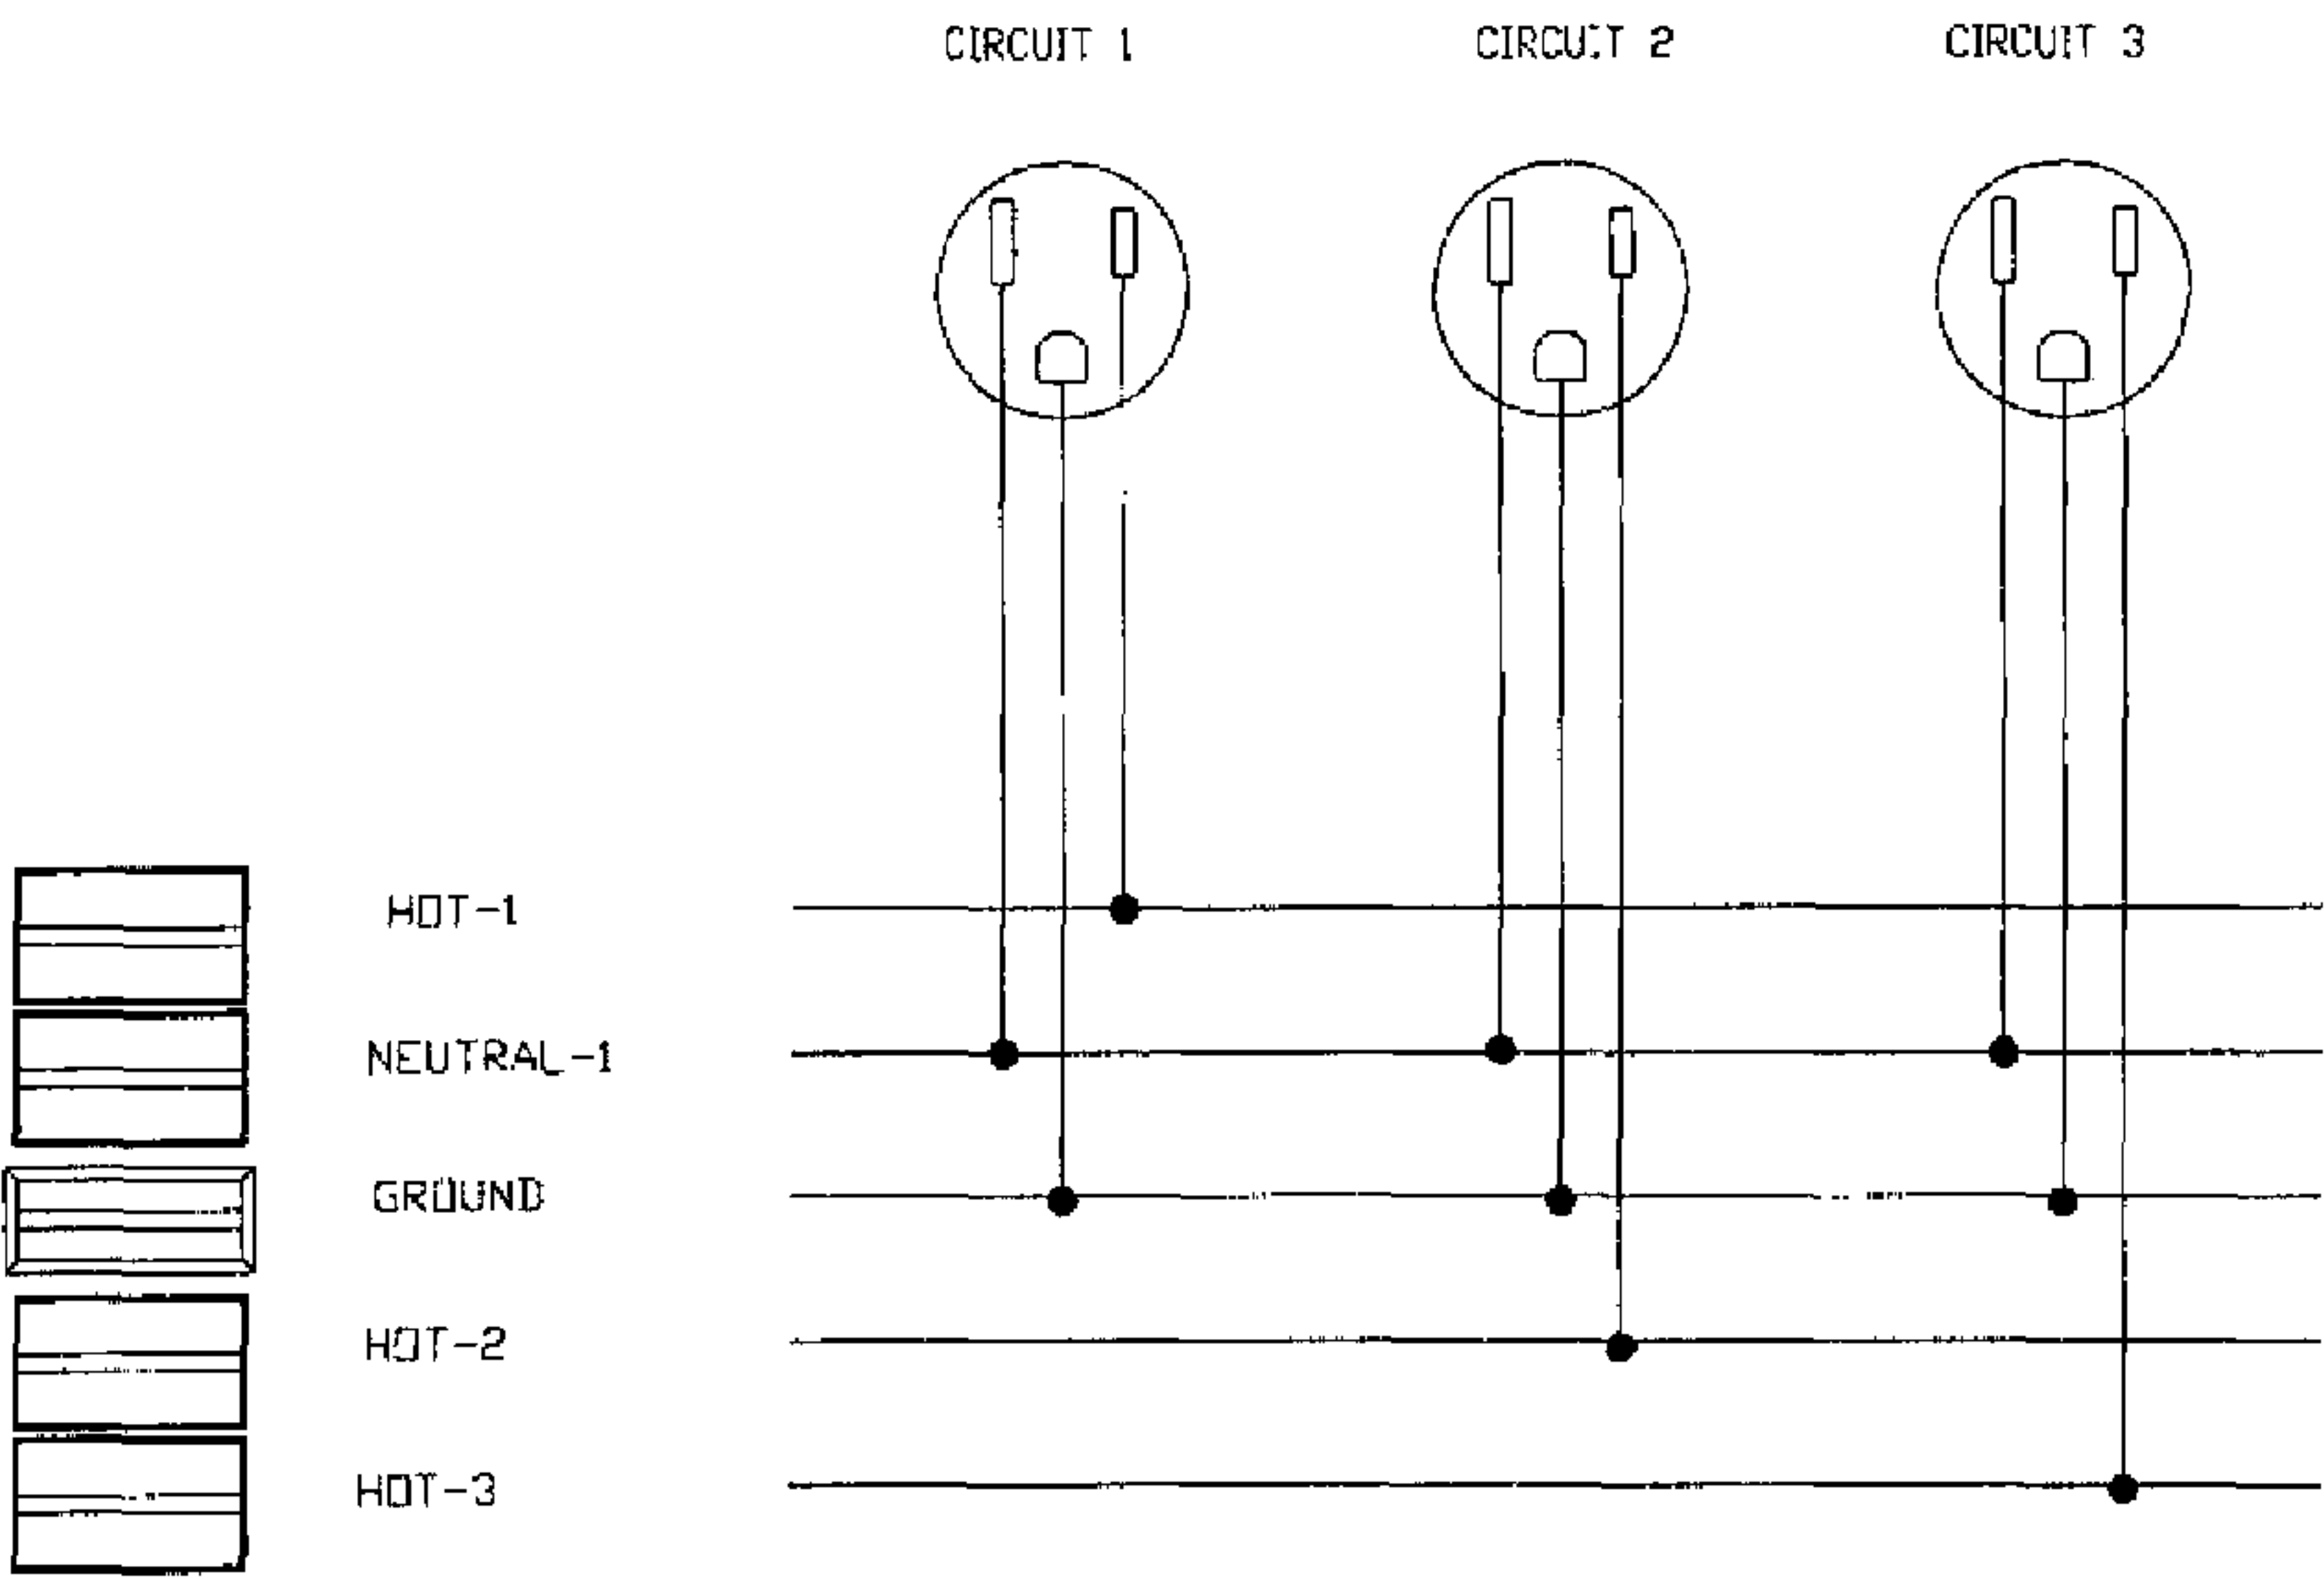 CIRCUIT 1 CIRCUIT 2 CIRCUIT 3
HOT-1
NEUTRAL-1
GROUND
HOT-2
HOT-3